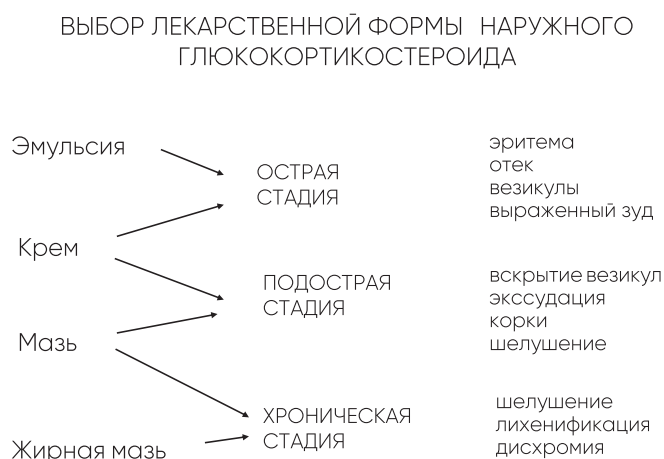 ВЫБОР ЛЕКАРСТВЕННОЙ ФОРМЫ НАРУЖНОГО
ГЛЮКОКОРТИКОСТЕРОИДА
Эмульсия
ОСТРАЯ
СТАДИЯ
эритема
отек
везикулы
выраженный зуд
Крем
ПОДОСТРАЯ
СТАДИЯ
вскрытие везикул
экссудация
корки
шелушение
Мазь
ХРОНИЧЕСКАЯ
СТАДИЯ
шелушение
лихенификация
дисхромия
Жирная мазь